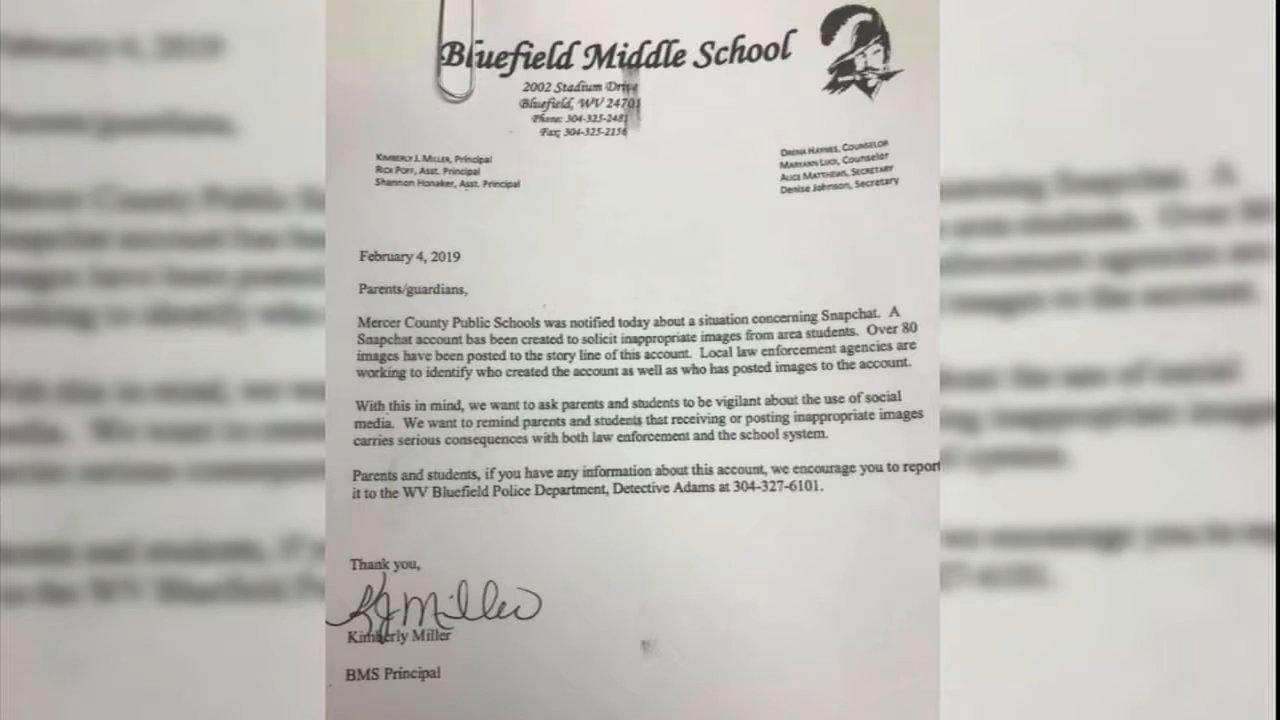 Bluefield Middle School
2002 Stadium Drive
Bluefield, WV 24701
Phone: 304-325-2481
Fax: 304-325-2156
Kimberly J. Miller, Principal
Rick Poff, Asst. Principal
Shannon Honaker, Asst. Principal
Haynes, Counselor
Maryann Counselor
Alice Matthews, Secretary
Denise Johnson, Secretary
February 4, 2019
Parents/guardians,
Mercer County Public Schools was notified today about a situation concerning Snapchat. A
Snapchat account has been created to solicit inappropriate images from area students. Over 80
images have been posted to the story line of this account. Local law enforcement agencies are
working to identify who created the account as well as who has posted images to the account.
With this in mind, we want to ask parents and students to be vigilant about the use of social
media. We want to remind parents and students that receiving or posting inappropriate images
carries serious consequences with both law enforcement and the school system.
Parents and students, if you have any information about this account, we encourage you to report
it to the WV Bluefield Police Department, Detective Adams at 304-327-6101.
Thank you,
KJ Miller
Kimberly Miller
BMS Principal